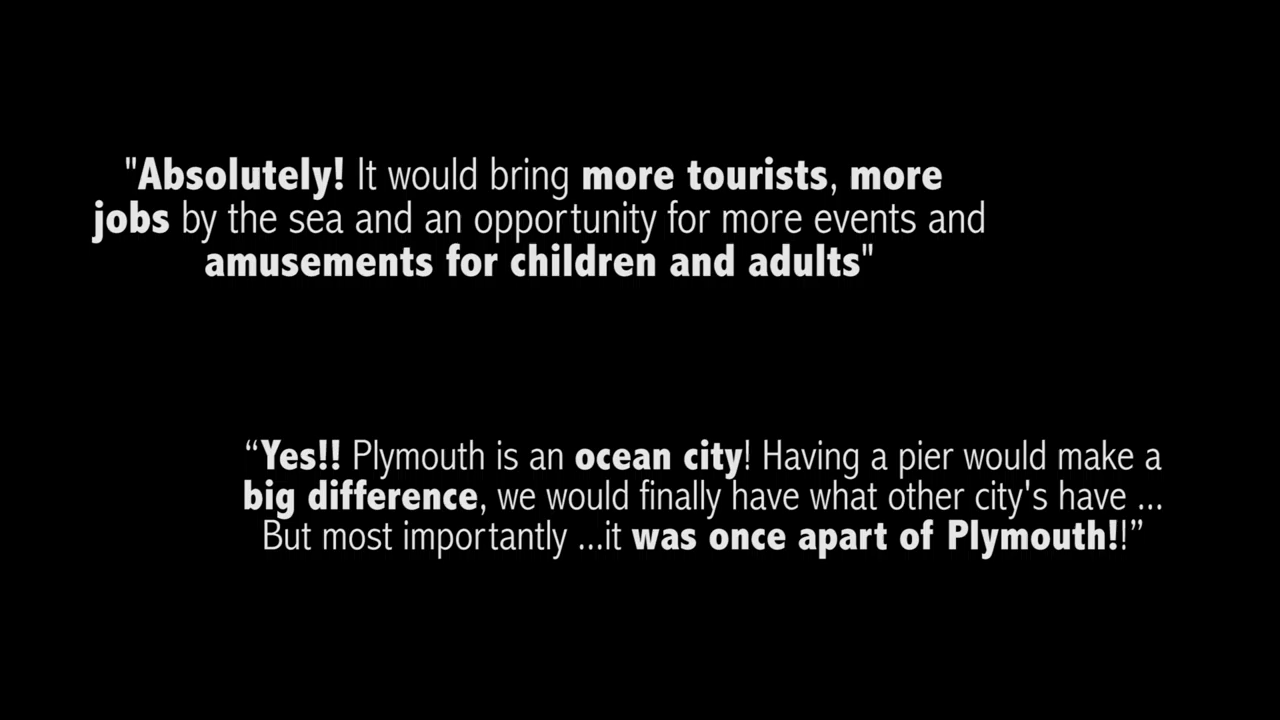 "Absolutely! It would bring more tourists, more
jobs by the sea and an opportunity for more events and
amusements for children and adults"
“Yes!! Plymouth is an ocean city! Having a pier would make a
big difference, we would finally have what other city's have ...
But most importantly ...it was once apart of Plymouth!!”